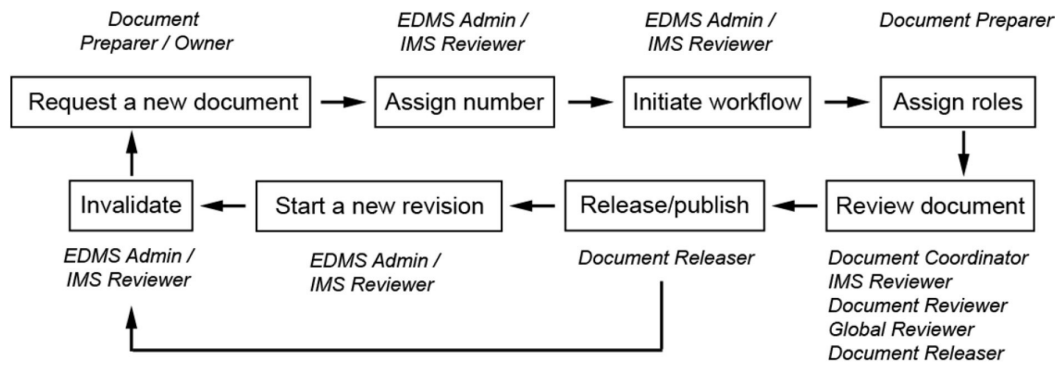 Document
Preparer / Owner
EDMS Admin /
IMS Reviewer
EDMS Admin /
IMS Reviewer
Document Preparer
Request a new document
Assign number
Initiate workflow
Assign roles
Invalidate
Start a new revision
Release/publish
Review document
EDMS Admin /
IMS Reviewer
EDMS Admin /
IMS Reviewer
Document Releaser
Document Coordinator
IMS Reviewer
Document Reviewer
Global Reviewer
Document Releaser